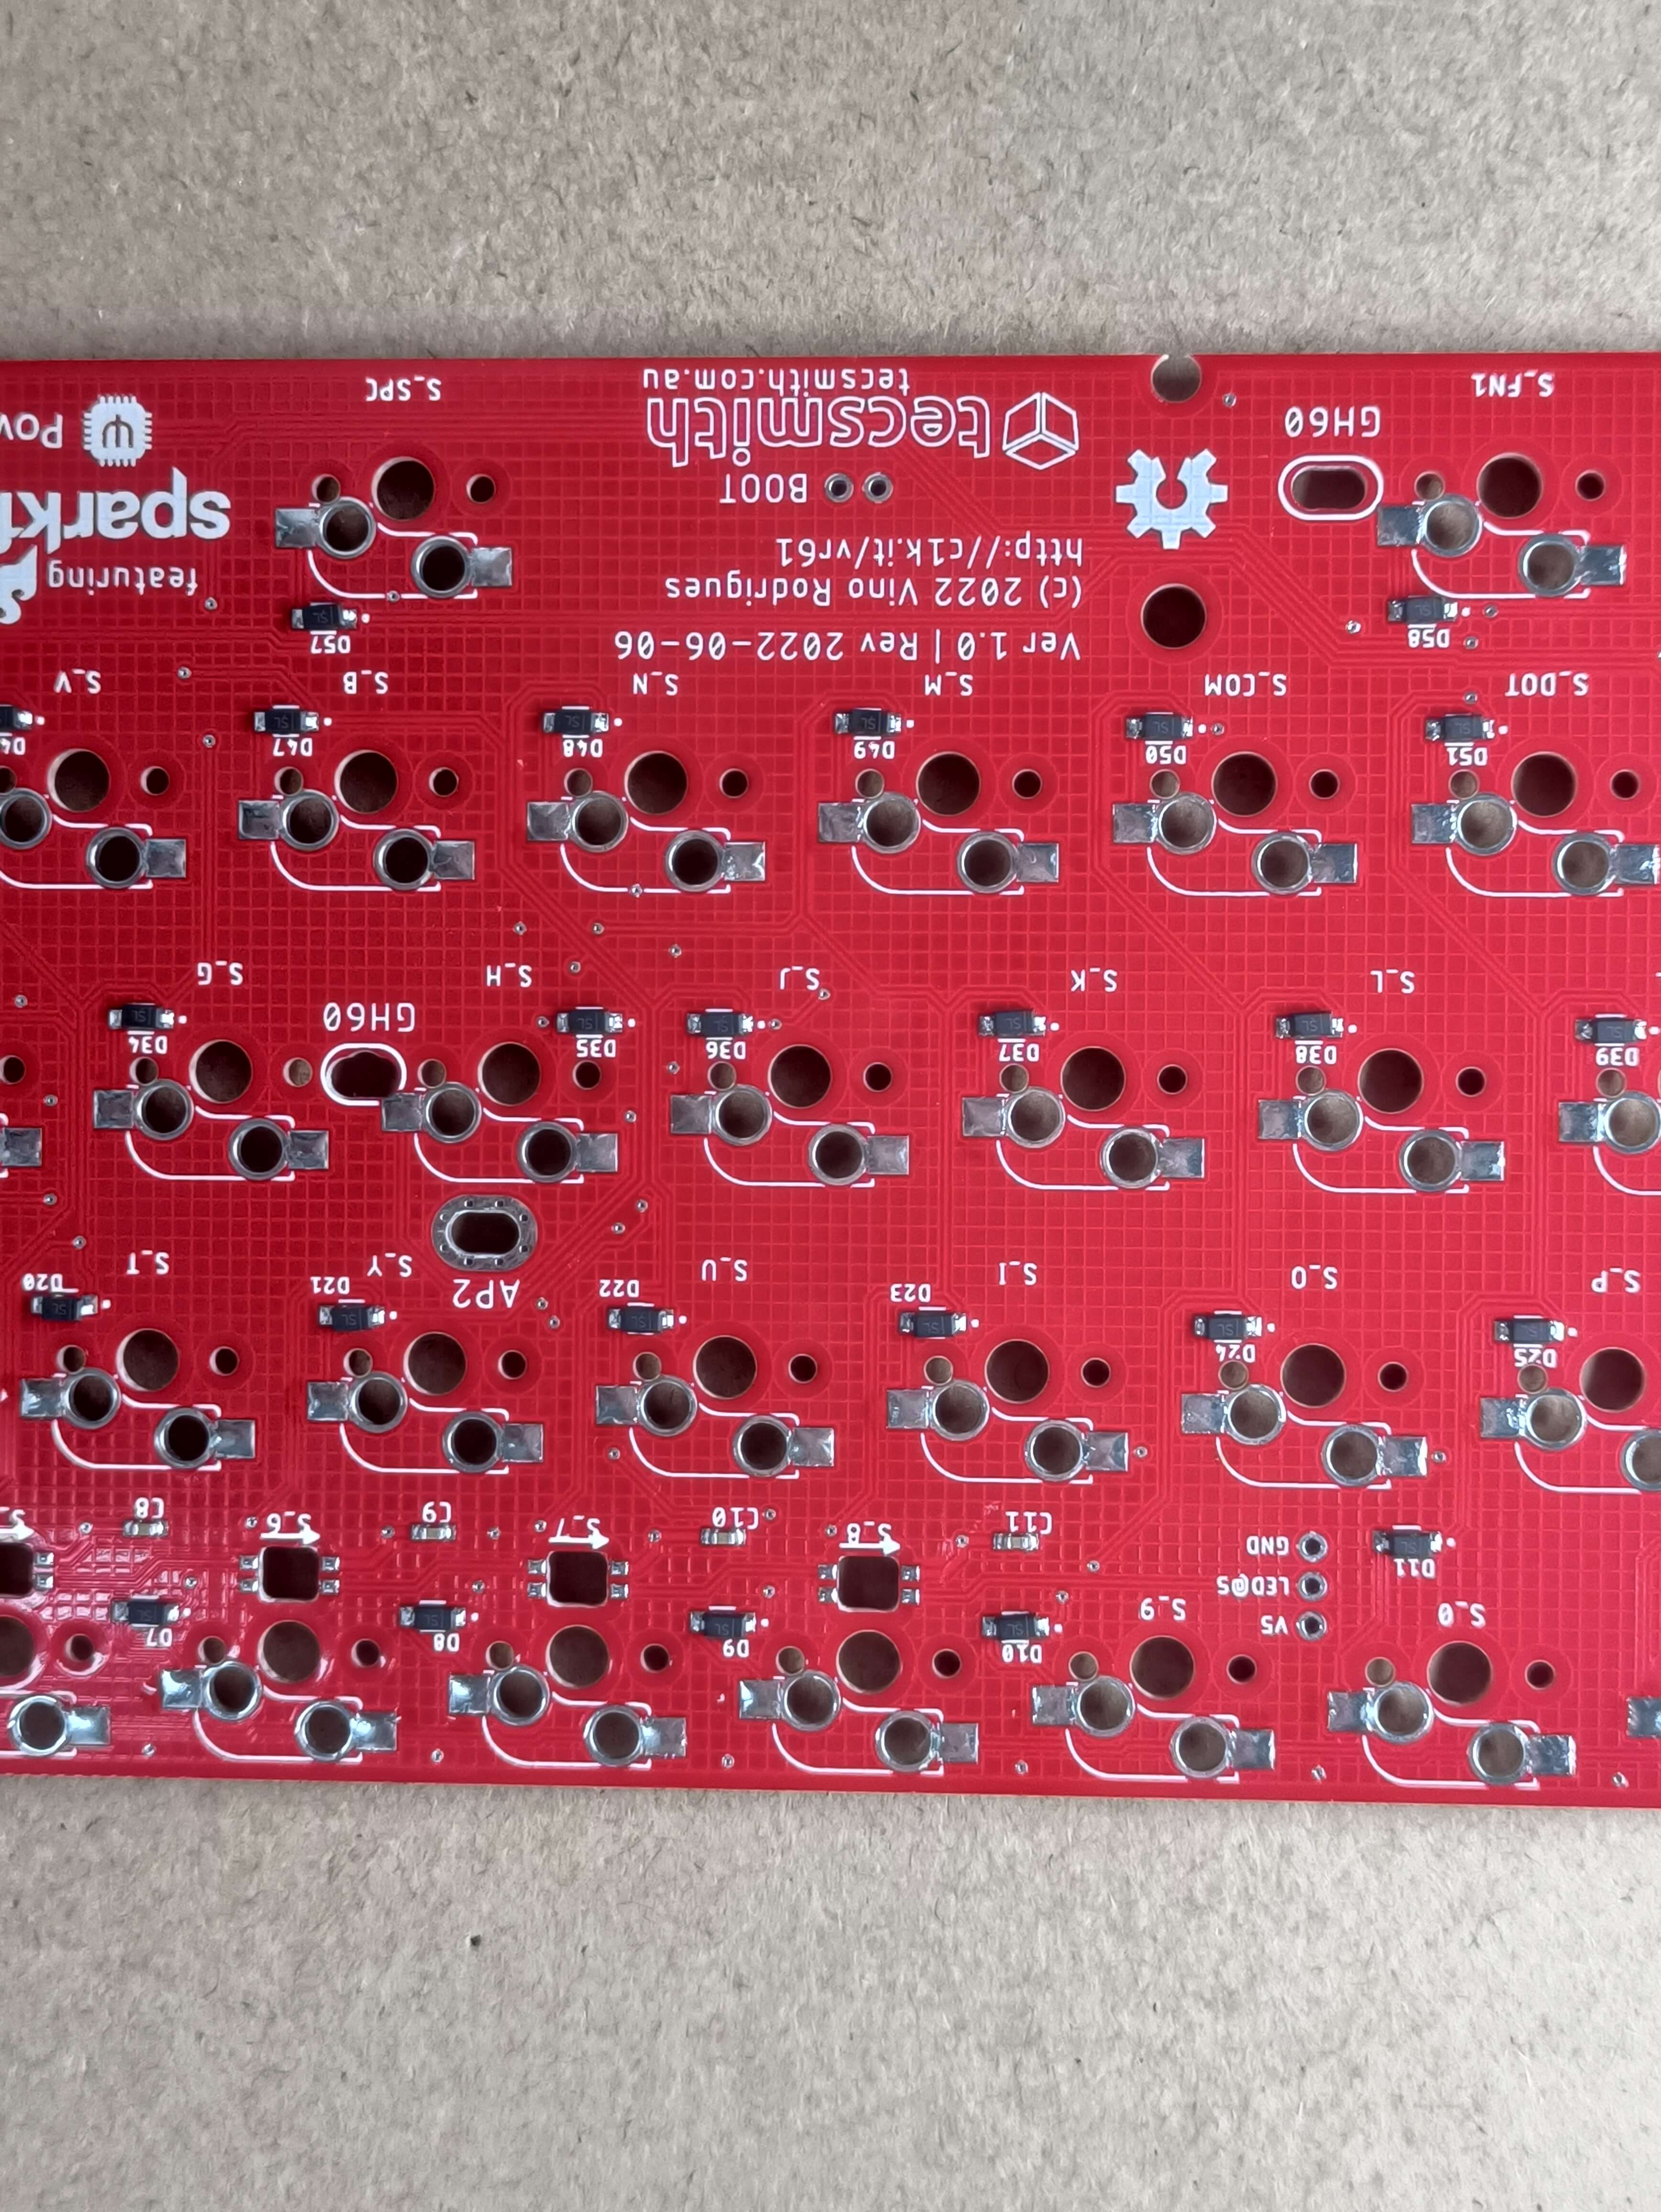 V5
LED@5
GND
S_0
D11
S_9
D10
C11
S_8
D9
C10
S_7
D8
C9
S_6
D7
C8
D25
S_P
D24
S_O
D23
S_I
D22
S_U
D21
S_Y
AP2
D20
S_T
D39
D38
S_L
D37
S_K
D36
S_J
D35
S_H
GH60
D34
S_G
D51
S_DOT
D50
S_COM
D49
S_M
D48
S_N
D47
S_B
S_V
D58
GH60
S_FN1
Ver 1.0 | Rev 2022-06-06
(c) 2022 Vino Rodrigues
http://c1k.it/vr61
BOOT
tecsmith
tecsmith.com.au
D57
S_SPC
featuring